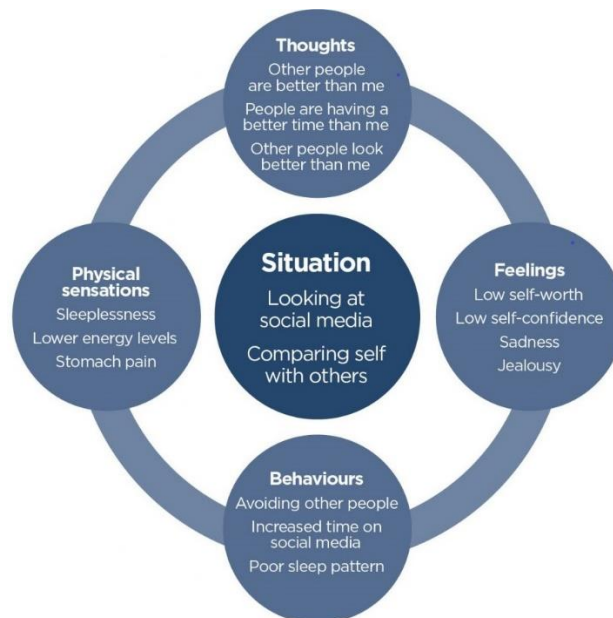 Thoughts
Other people
are better than me
People are having a
better time than me
Other people look
better than me
Physical
sensations
Sleeplessness
Lower energy levels
Stomach pain
Situation
Looking at
social media
Comparing self
with others
Feelings
Low self-worth
Low self-confidence
Sadness
Jealousy
Behaviours
Avoiding other people
Increased time on
social media
Poor sleep pattern